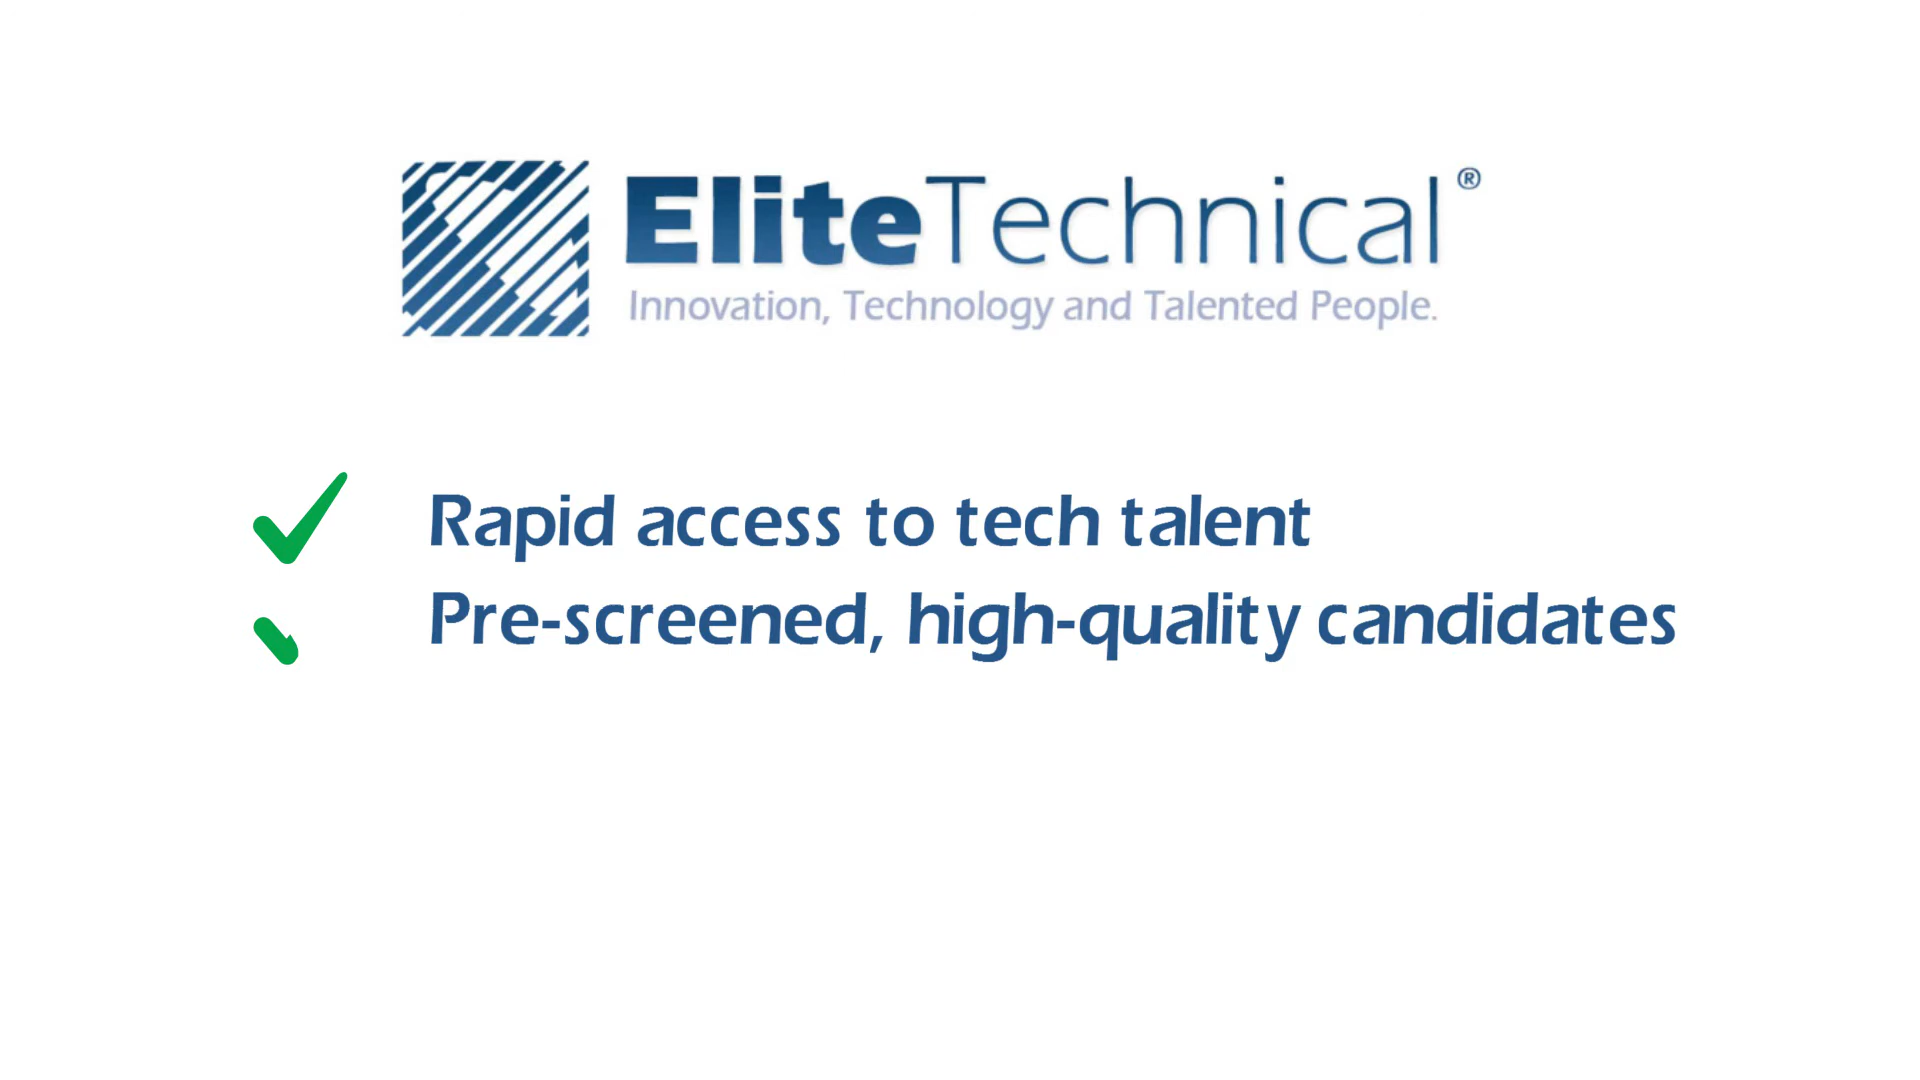 EliteTechnical®
Innovation, Technology and Talented People.
Rapid access to tech talent
Pre-screened, high-quality candidates